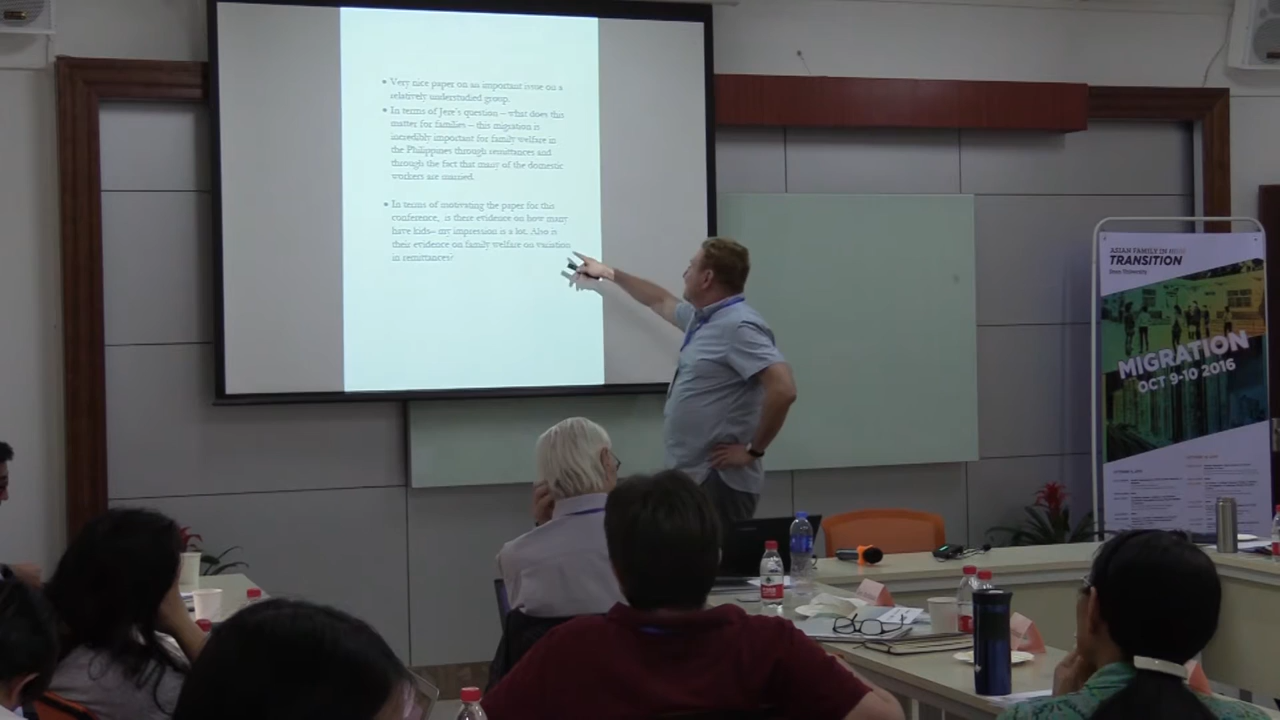 • Very nice paper on an important issue on a
relatively understudied group.
• In terms of Jere's question – what does this
matter for families – this migration is
incredibly important for family welfare in
the Philippines through remittances and
through the fact that many of the domestic
workers are married.
• In terms of motivating the paper for this
conference, is there evidence on how many
have kids– my impression is a lot. Also is
their evidence on family welfare on variation
in remittances?
ASIAN FAMILY IN
TRANSITION
MIGRATION
OCT 9-10 2016